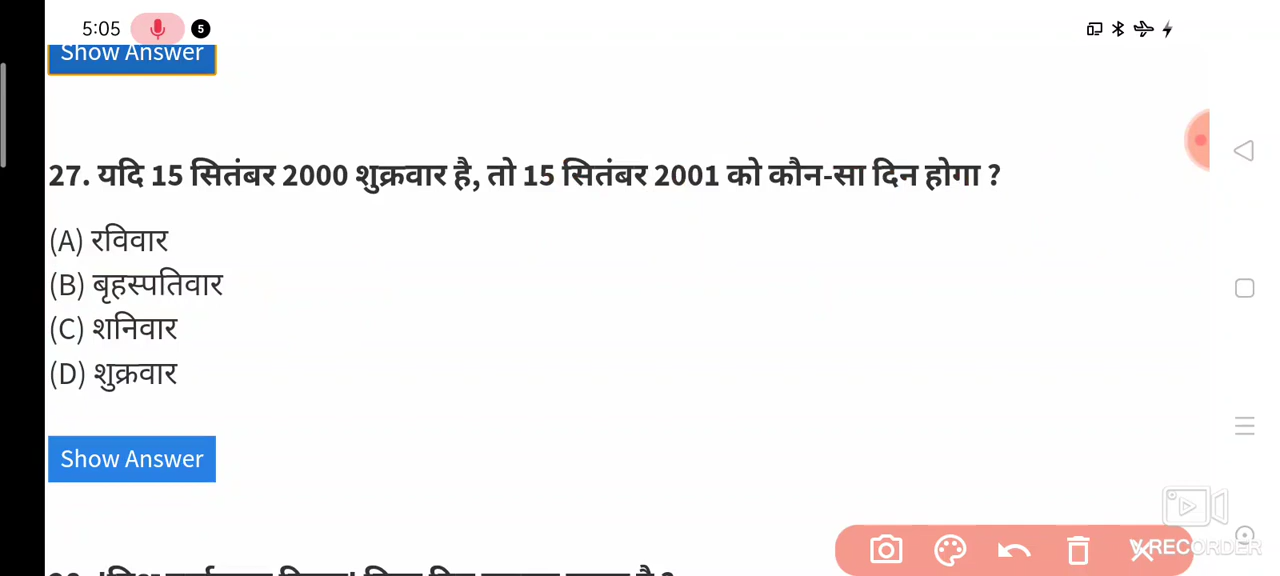 5:05
5
Show Answer
27. यदि 15 सितंबर 2000 शुक्रवार है, तो 15 सितंबर 2001 को कौन-सा दिन होगा ?
(A) रविवार
(B) बृहस्पतिवार
(C) शनिवार
(D) शुक्रवार
Show Answer
V RECORDER